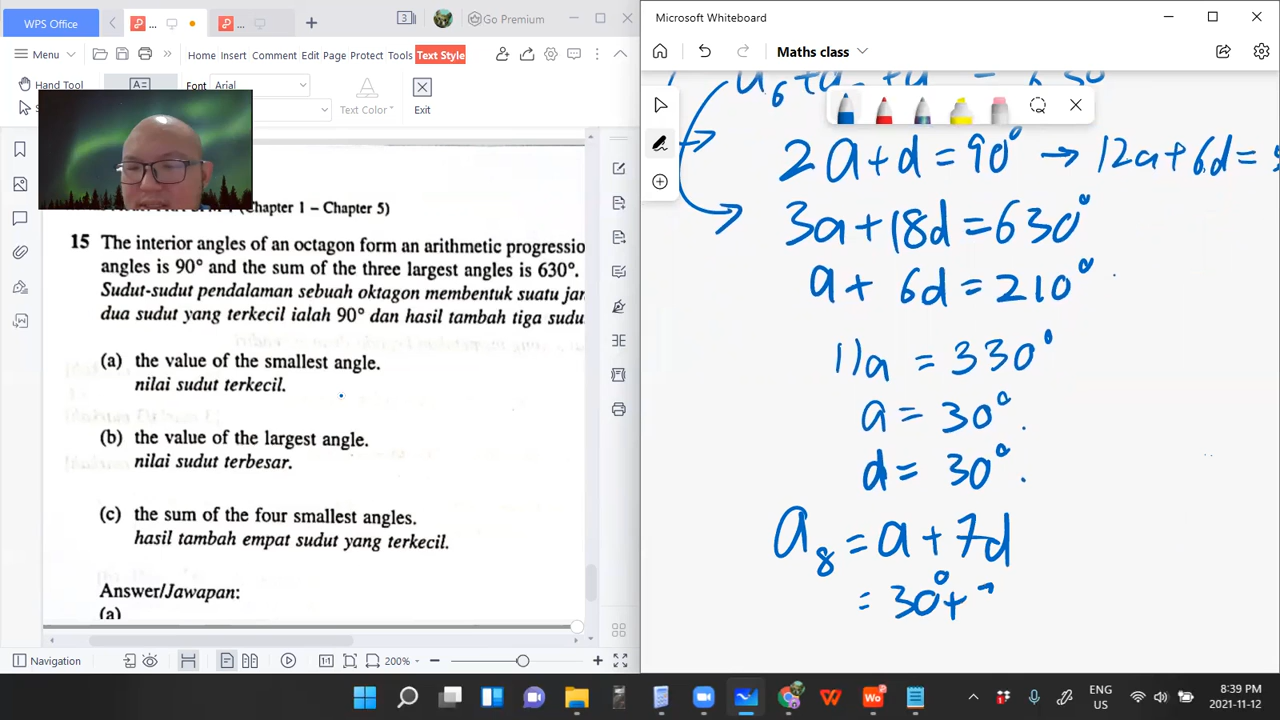 WPS Office
...
...
3
Go Premium
Menu
Home Insert Comment Edit Page Protect Tools Text Style
Hand Tool
Font Arial
Text Color
Exit
(Chapter 1 – Chapter 5)
15 The interior angles of an octagon form an arithmetic progressio
angles is 90° and the sum of the three largest angles is 630°.
Sudut-sudut pendalaman sebuah oktagon membentuk suatu jan
dua sudut yang terkecil ialah 90° dan hasil tambah tiga sudu
(a) the value of the smallest angle.
nilai sudut terkecil.
(b) the value of the largest angle.
nilai sudut terbesar.
(c) the sum of the four smallest angles.
hasil tambah empat sudut yang terkecil.
Answer/Jawapan:
(a)
Navigation
1:1
200%
Microsoft Whiteboard
Maths class
2a+d=90° → 12a+6d=
3a+18d=630°
a+6d=210°
11a=330°
a=30°.
d=30°.
a₈=a+7d
=30°+
ENG
US
8:39 PM
2021-11-12